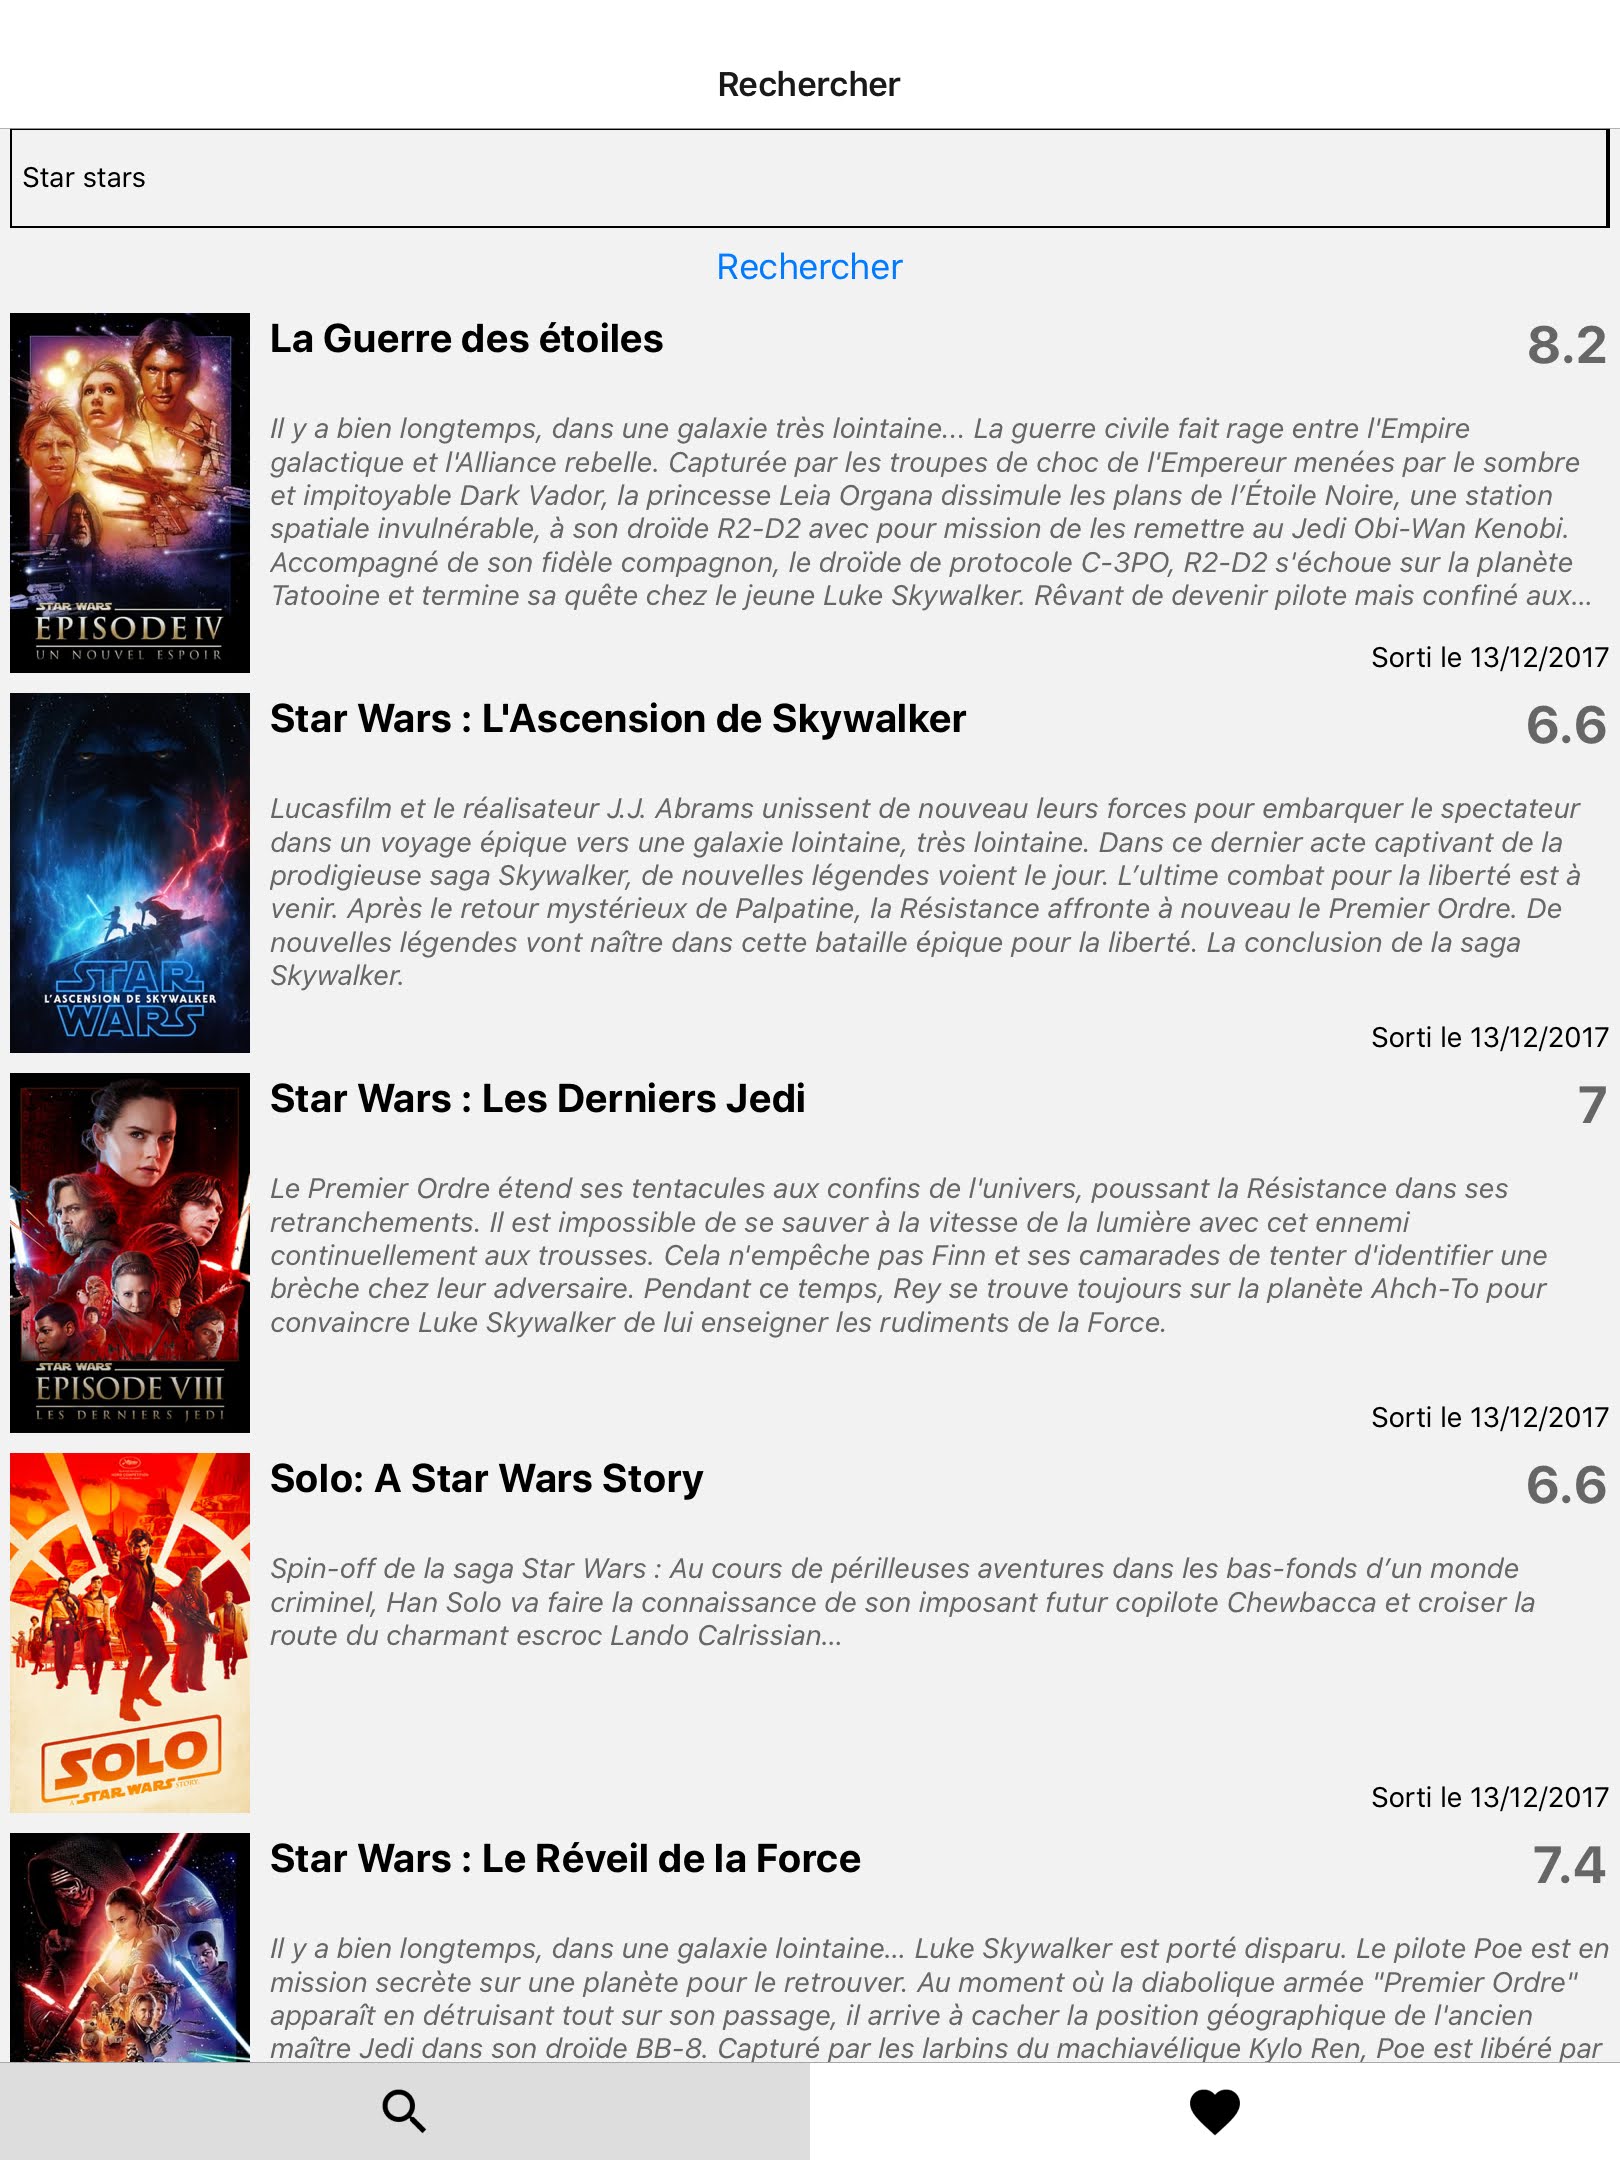 Rechercher
Star stars
Rechercher
La Guerre des étoiles
8.2
Il y a bien longtemps, dans une galaxie très lointaine... La guerre civile fait rage entre l'Empire
galactique et l'Alliance rebelle. Capturée par les troupes de choc de l'Empereur menées par le sombre
et impitoyable Dark Vador, la princesse Leia Organa dissimule les plans de l’Étoile Noire, une station
spatiale invulnérable, à son droïde R2-D2 avec pour mission de les remettre au Jedi Obi-Wan Kenobi.
Accompagné de son fidèle compagnon, le droïde de protocole C-3PO, R2-D2 s'échoue sur la planète
Tatooine et termine sa quête chez le jeune Luke Skywalker. Rêvant de devenir pilote mais confiné aux...
STAR WARS
EPISODE IV
UN NOUVEL ESPOIR
Sorti le 13/12/2017
Star Wars : L'Ascension de Skywalker
6.6
Lucasfilm et le réalisateur J.J. Abrams unissent de nouveau leurs forces pour embarquer le spectateur
dans un voyage épique vers une galaxie lointaine, très lointaine. Dans ce dernier acte captivant de la
prodigieuse saga Skywalker, de nouvelles légendes voient le jour. L’ultime combat pour la liberté est à
venir. Après le retour mystérieux de Palpatine, la Résistance affronte à nouveau le Premier Ordre. De
nouvelles légendes vont naître dans cette bataille épique pour la liberté. La conclusion de la saga
Skywalker.
STAR
L'ASCENSION DE SKYWALKER
WARS
Sorti le 13/12/2017
Star Wars : Les Derniers Jedi
7
Le Premier Ordre étend ses tentacules aux confins de l'univers, poussant la Résistance dans ses
retranchements. Il est impossible de se sauver à la vitesse de la lumière avec cet ennemi
continuellement aux trousses. Cela n'empêche pas Finn et ses camarades de tenter d'identifier une
brèche chez leur adversaire. Pendant ce temps, Rey se trouve toujours sur la planète Ahch-To pour
convaincre Luke Skywalker de lui enseigner les rudiments de la Force.
STAR WARS
EPISODE VIII
LES DERNIERS JEDI
Sorti le 13/12/2017
Solo: A Star Wars Story
6.6
Spin-off de la saga Star Wars : Au cours de périlleuses aventures dans les bas-fonds d’un monde
criminel, Han Solo va faire la connaissance de son imposant futur copilote Chewbacca et croiser la
route du charmant escroc Lando Calrissian...
SOLO
A STAR WARS STORY
Sorti le 13/12/2017
Star Wars : Le Réveil de la Force
7.4
Il y a bien longtemps, dans une galaxie lointaine... Luke Skywalker est porté disparu. Le pilote Poe est en
mission secrète sur une planète pour le retrouver. Au moment où la diabolique armée "Premier Ordre"
apparaît en détruisant tout sur son passage, il arrive à cacher la position géographique de l'ancien
maître Jedi dans son droïde BB-8. Capturé par les larbins du machiavélique Kylo Ren, Poe est libéré par